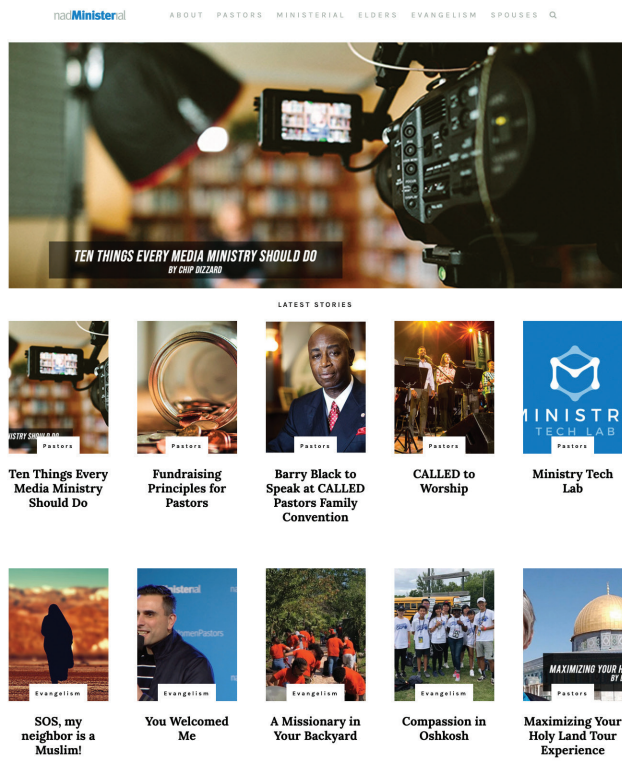 nadMinisterial
ABOUT PASTORS MINISTERIAL ELDERS EVANGELISM SPOUSES
TEN THINGS EVERY MEDIA MINISTRY SHOULD DO
BY CHIP DIZZARD
LATEST STORIES
Pastors
Pastors
Pastors
Pastors
MINISTR
TECH LAB
Pastors
Ten Things Every
Media Ministry
Should Do
Fundraising
Principles for
Pastors
Barry Black to
Speak at CALLED
Pastors Family
Convention
CALLED to
Worship
Ministry Tech
Lab
Evangelism
Evangelism
Evangelism
Evangelism
MAXIMIZING YOUR H
Pastors
SOS, my
neighbor is a
Muslim!
You Welcomed
Me
A Missionary in
Your Backyard
Compassion in
Oshkosh
Maximizing Your
Holy Land Tour
Experience